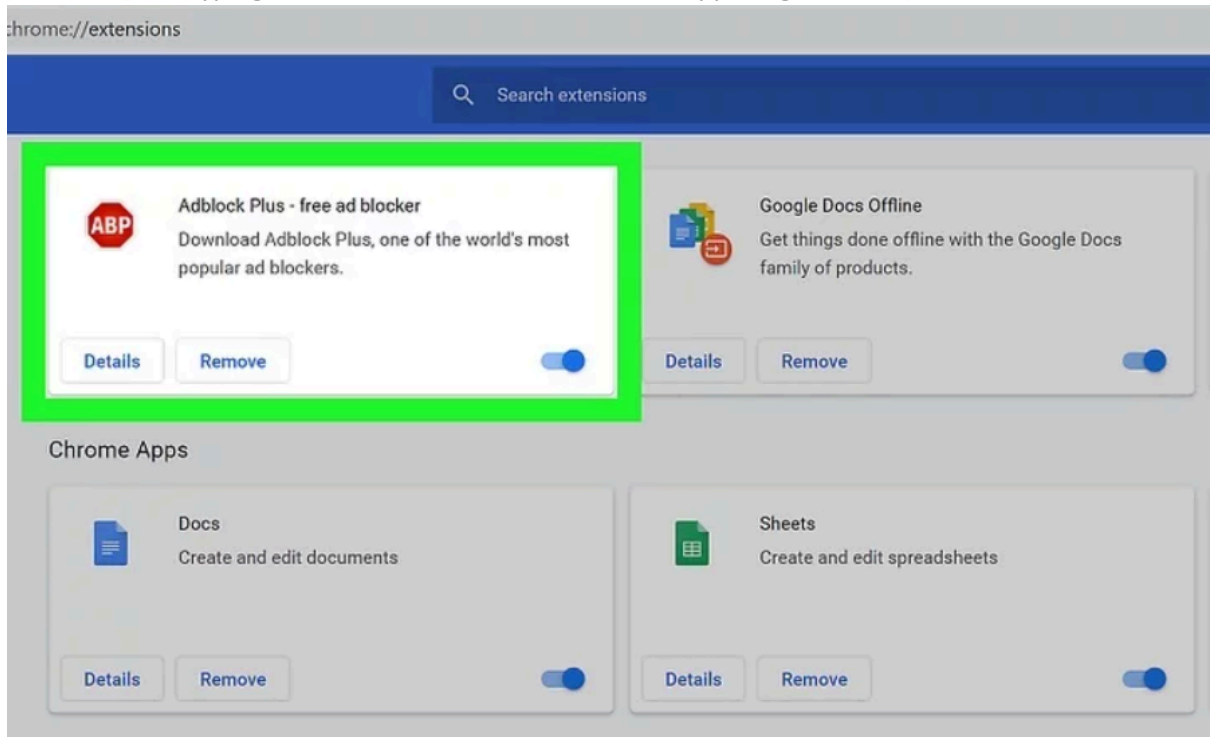 chrome://extensions
Search extensions
ABP
Adblock Plus - free ad blocker
Download Adblock Plus, one of the world's most
popular ad blockers.
Details Remove
Google Docs Offline
Get things done offline with the Google Docs
family of products.
Details Remove
Chrome Apps
Docs
Create and edit documents
Details Remove
Sheets
Create and edit spreadsheets
Details Remove